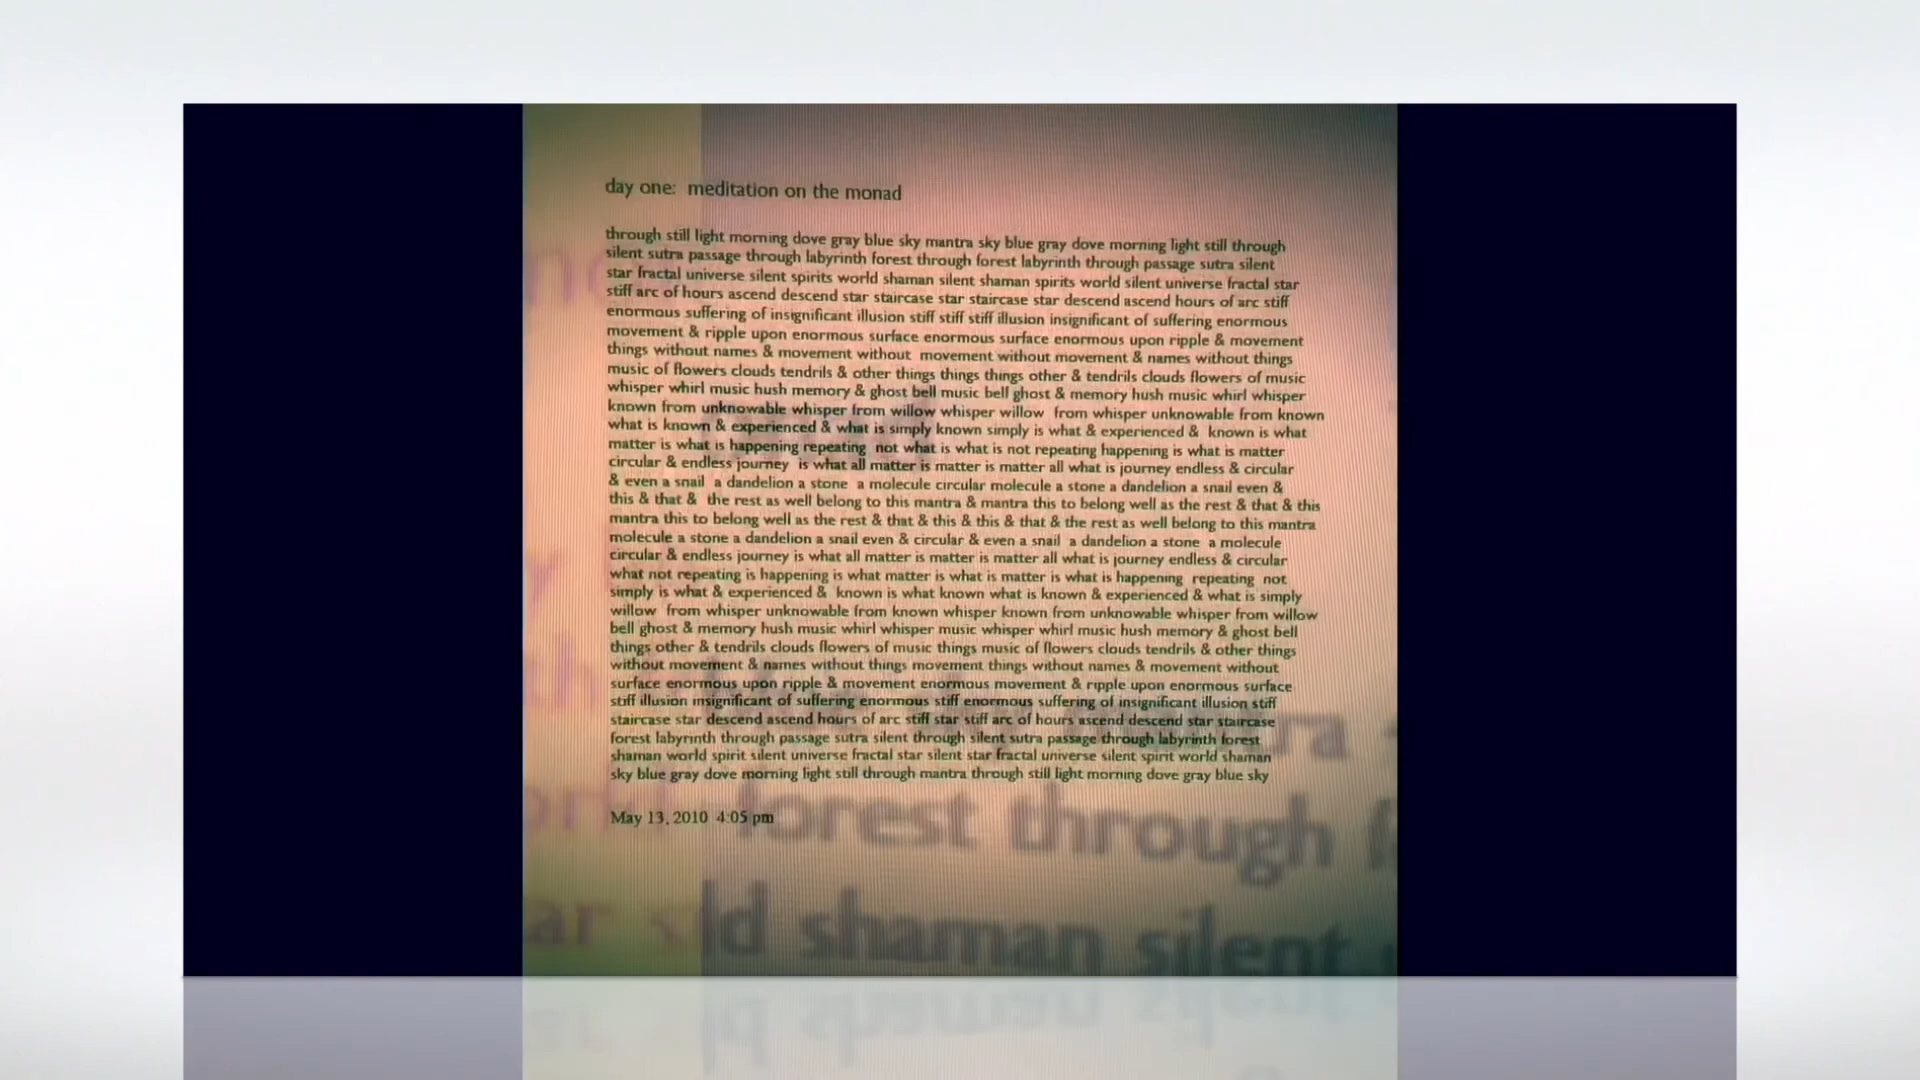 day one: meditation on the monad
through still light morning dove gray blue sky mantra sky blue gray dove morning light still through
silent sutra passage through labyrinth forest through forest labyrinth through passage sutra silent
star fractal universe silent spirits world shaman silent shaman spirits world silent universe fractal star
stiff arc of hours ascend descend star staircase star staircase star descend ascend hours of arc stiff
enormous suffering of insignificant illusion stiff stiff stiff illusion insignificant of suffering enormous
movement & ripple upon enormous surface enormous surface enormous upon ripple & movement
things without names & movement without movement without movement & names without things
music of flowers clouds tendrils & other things things things other & tendrils clouds flowers of music
whisper whirl music hush memory & ghost bell music bell ghost & memory hush music whirl whisper
known from unknowable whisper from willow whisper willow from whisper unknowable from known
what is known & experienced & what is simply known simply is what & experienced & known is what
matter is what is happening repeating not what is what is not repeating happening is what is matter
circular & endless journey is what all matter is matter is matter all what is journey endless & circular
& even a snail a dandelion a stone a molecule circular molecule a stone a dandelion a snail even &
this & that & the rest as well belong to this mantra & mantra this to belong well as the rest & that & this
mantra this to belong well as the rest & that & this & this & that & the rest as well belong to this mantra
molecule a stone a dandelion a snail even & circular & even a snail a dandelion a stone a molecule
circular & endless journey is what all matter is matter is matter all what is journey endless & circular
what not repeating is happening is what matter is what is matter is what is happening repeating not
simply is what & experienced & known is what known what is known & experienced & what is simply
willow from whisper unknowable from known whisper known from unknowable whisper from willow
bell ghost & memory hush music whirl whisper music whisper whirl music hush memory & ghost bell
things other & tendrils clouds flowers of music things music of flowers clouds tendrils & other things
without movement & names without things movement things without names & movement without
surface enormous upon ripple & movement enormous movement & ripple upon enormous surface
stiff illusion insignificant of suffering enormous stiff enormous suffering of insignificant illusion stiff
staircase star descend ascend hours of arc stiff star stiff arc of hours ascend descend star staircase
forest labyrinth through passage sutra silent through silent sutra passage through labyrinth forest
shaman world spirit silent universe fractal star silent star fractal universe silent spirit world shaman
sky blue gray dove morning light still through mantra through still light morning dove gray blue sky
May 13, 2010 4:05 pm
forest through
ld shaman silent